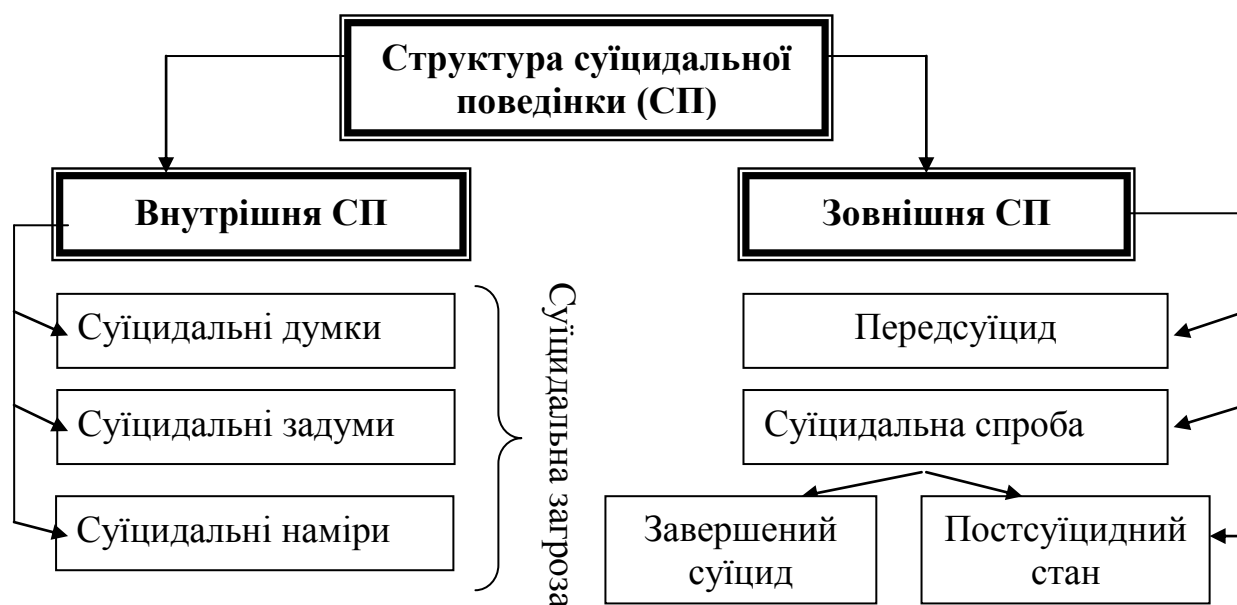 Структура суїцидальної
поведінки (СП)
Внутрішня СП
Зовнішня СП
Суїцидальні думки
Суїцидальні задуми
Суїцидальні наміри
Суїцидальна загроза
Передсуїцид
Суїцидальна спроба
Завершений
суїцид
Постсуїцидний
стан